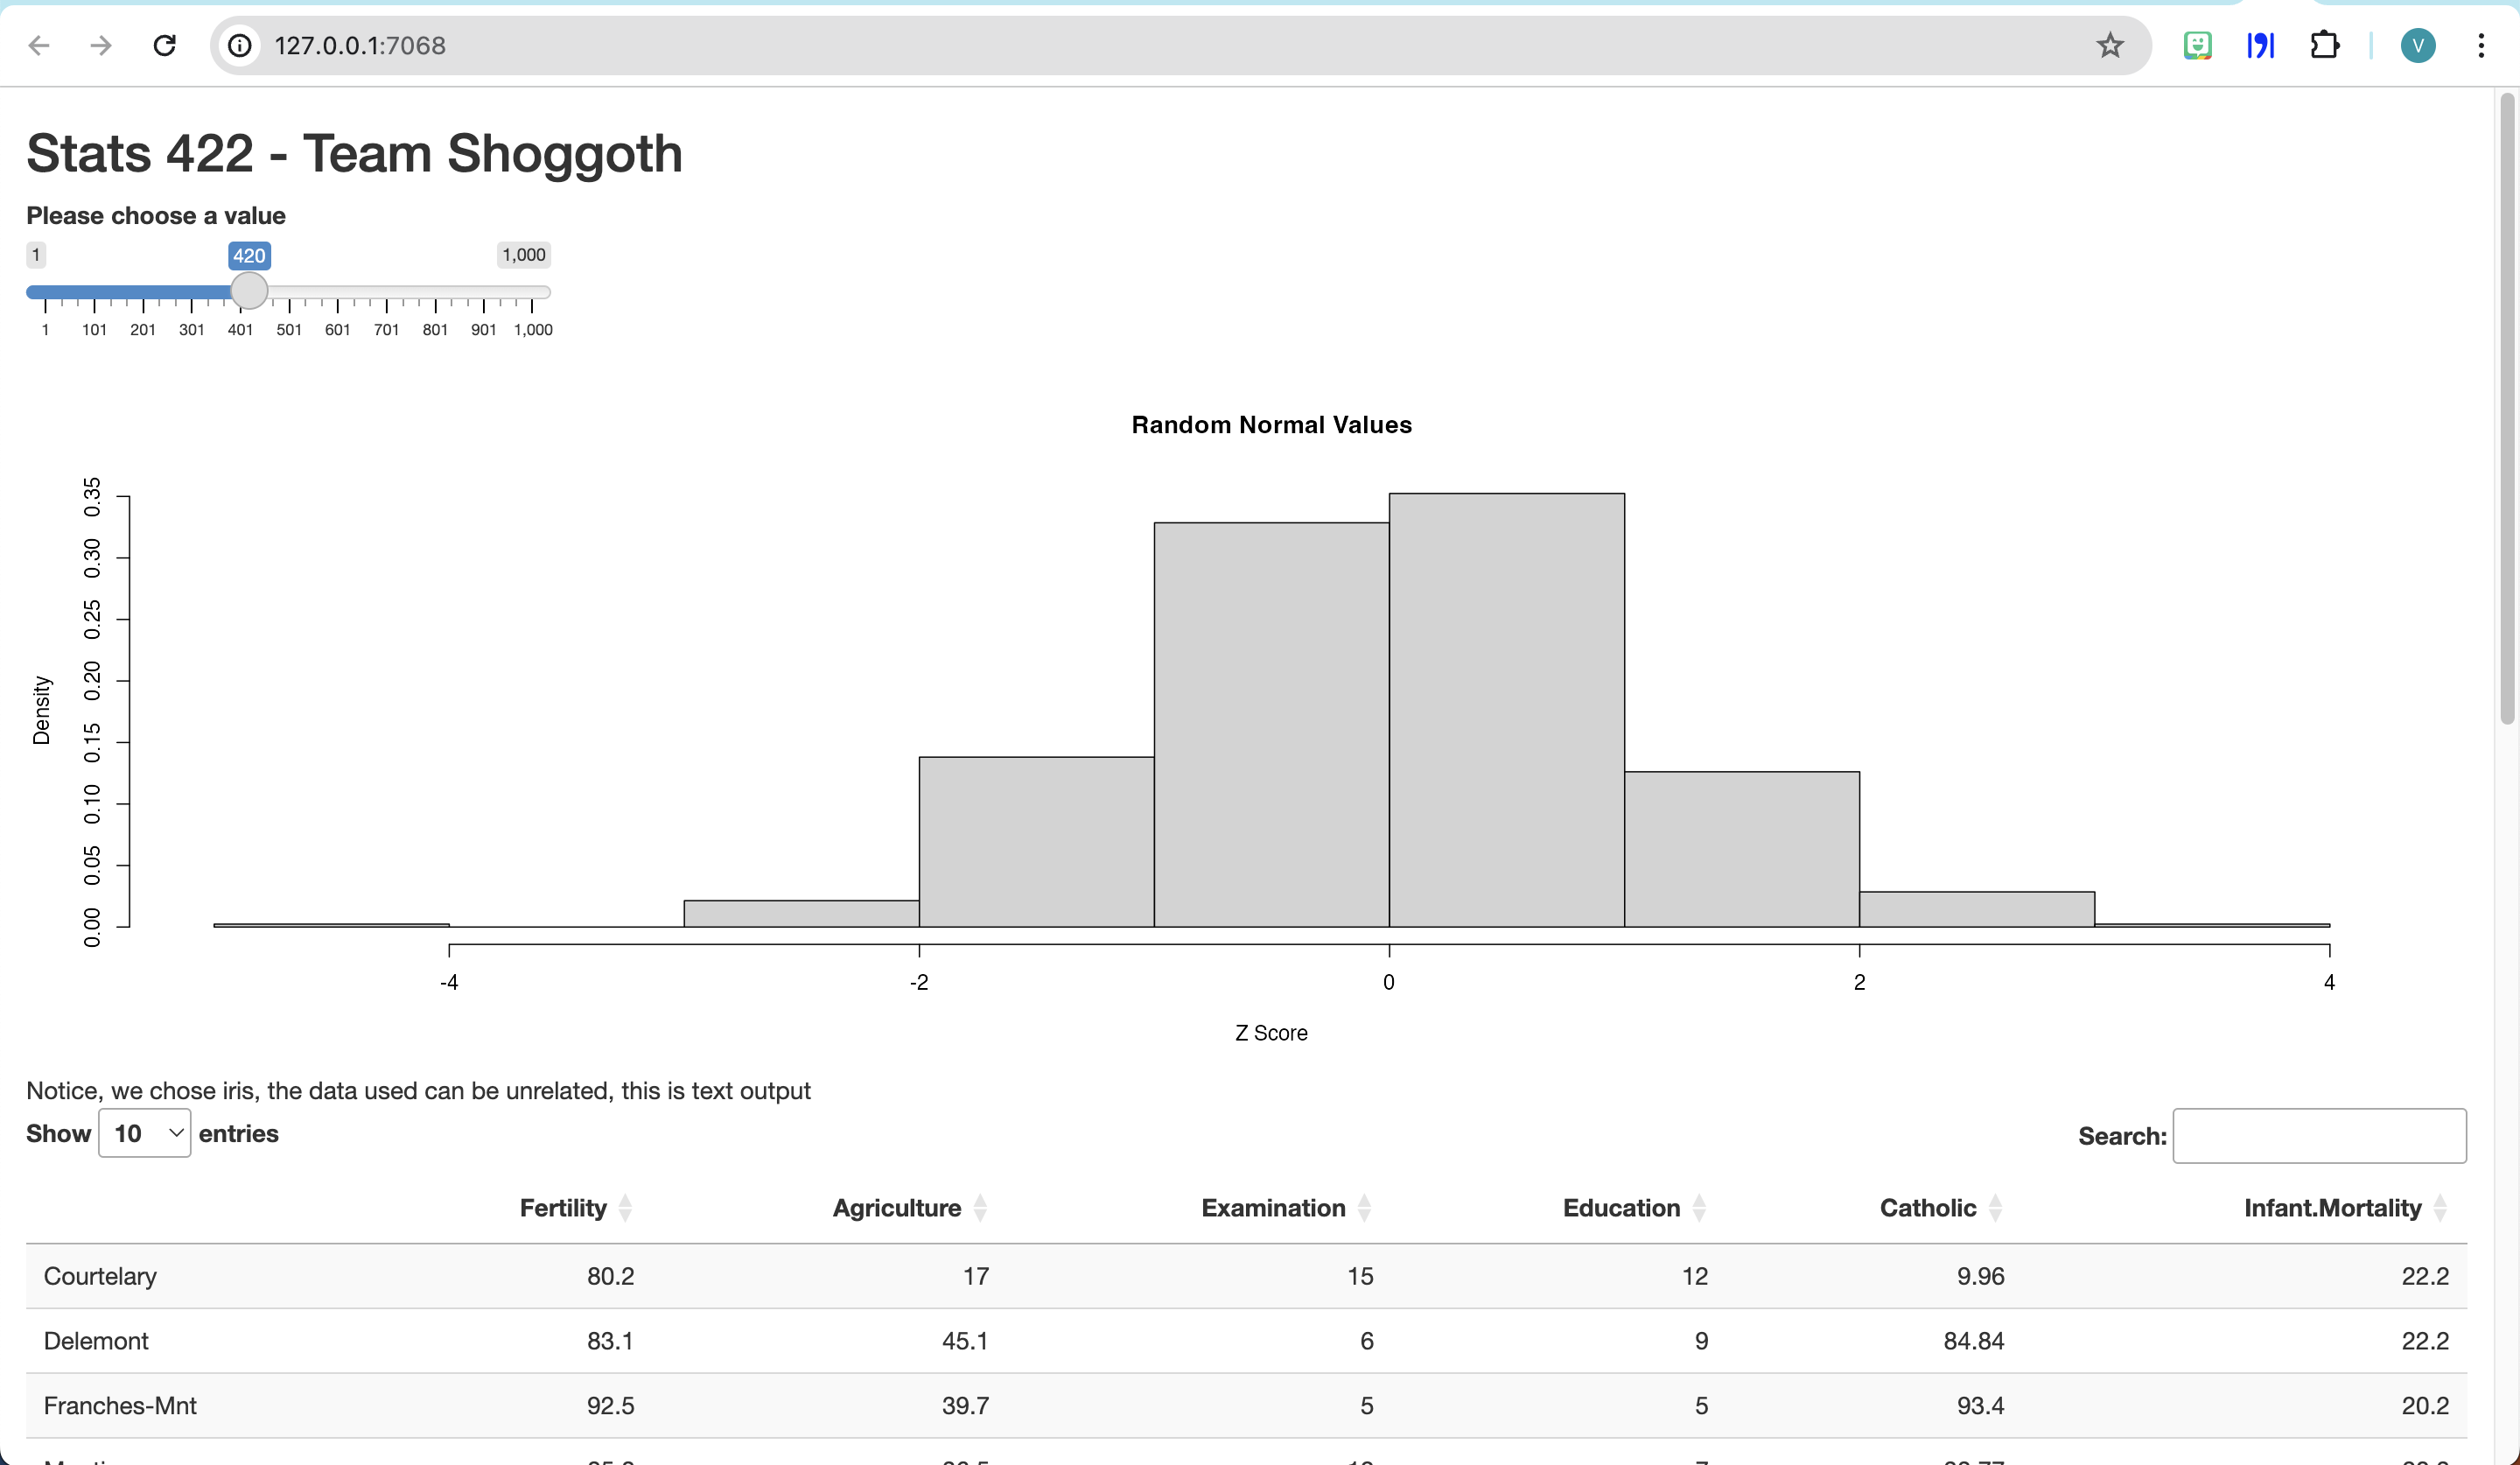 127.0.0.1:7068
V
Stats 422 - Team Shoggoth
Please choose a value
1 420 1,000
1 101 201 301 401 501 601 701 801 901 1,000
Random Normal Values
Density
0.00 0.05 0.10 0.15 0.20 0.25 0.30 0.35
-4 -2 0 2 4
Z Score
Notice, we chose iris, the data used can be unrelated, this is text output
Show 10 entries Search:
Fertility Agriculture Examination Education Catholic Infant.Mortality
Courtelary 80.2 17 15 12 9.96 22.2
Delemont 83.1 45.1 6 9 84.84 22.2
Franches-Mnt 92.5 39.7 5 5 93.4 20.2